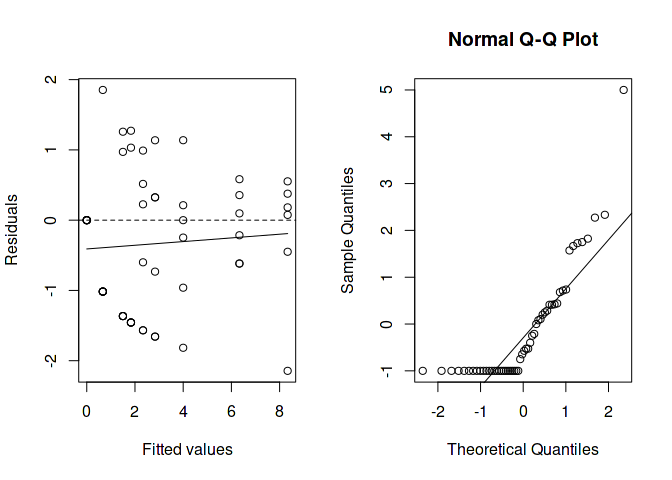 Normal Q-Q Plot
2
1
0
-1
-2
Residuals
0 2 4 6 8
Fitted values
5
4
3
2
1
0
-1
Sample Quantiles
-2 -1 0 1 2
Theoretical Quantiles